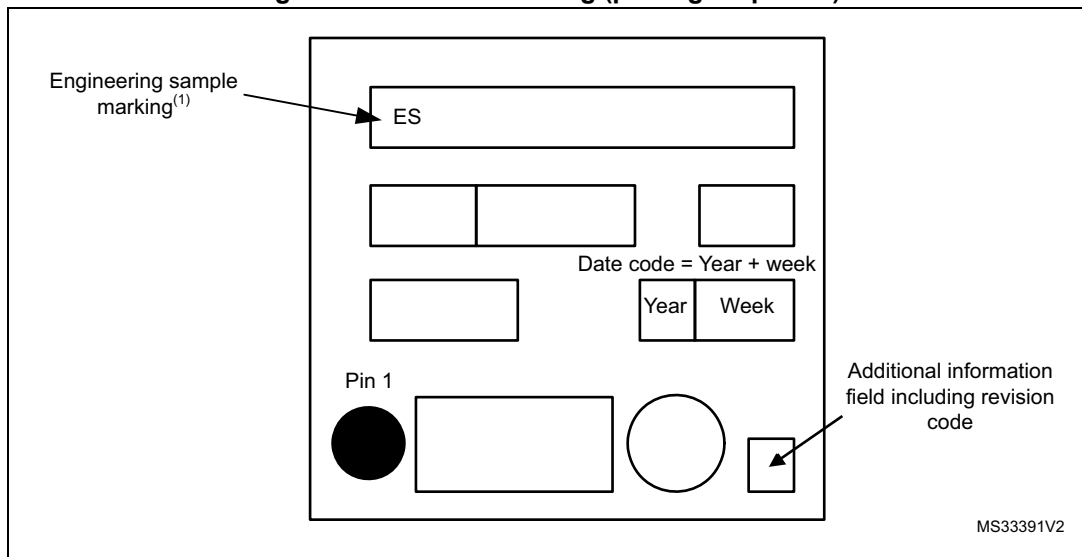 Engineering sample
marking(1)
ES
Date code = Year + week
Year Week
Pin 1
Additional information
field including revision
code
MS33391V2